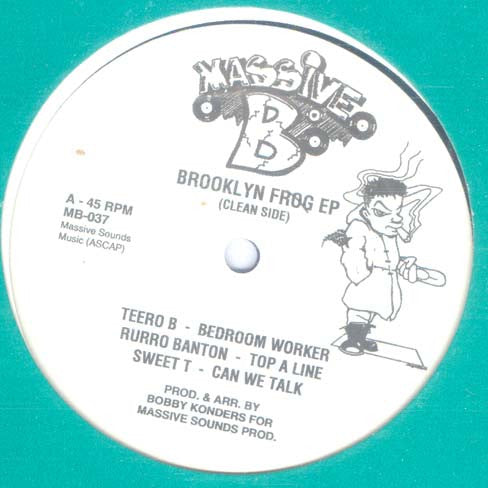 MASSIVE
B
D D
BROOKLYN FROG EP
(CLEAN SIDE)
A - 45 RPM
MB-037
Massive Sounds
Music (ASCAP)
TEERO B - BEDROOM WORKER
RURRO BANTON - TOP A LINE
SWEET T - CAN WE TALK
PROD. & ARR. BY
BOBBY KONDERS FOR
MASSIVE SOUNDS PROD.